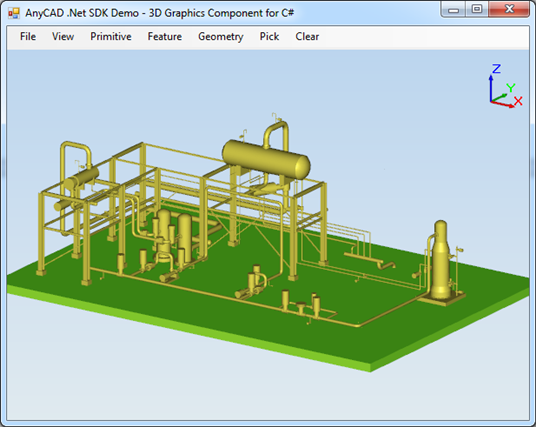 AnyCAD .Net SDK Demo - 3D Graphics Component for C#
File View Primitive Feature Geometry Pick Clear
Z
Y
X